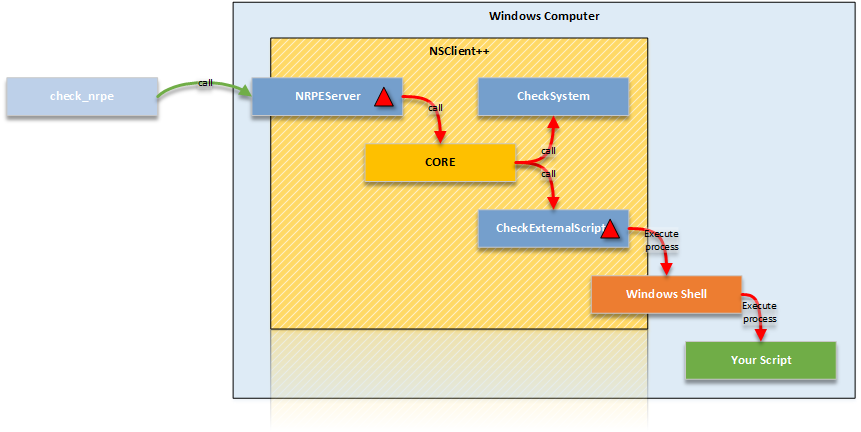 Windows Computer
NSClient++
check_nrpe
call
NRPEServer
call
CheckSystem
CORE
call
call
CheckExternalScript
Execute
process
Windows Shell
Execute
process
Your Script